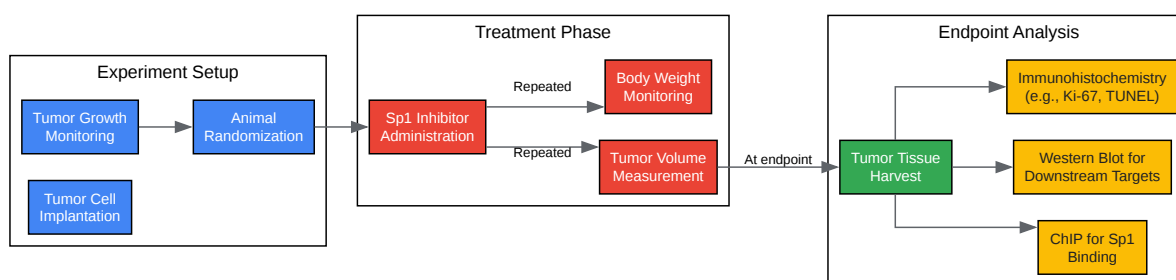 Experiment Setup
Tumor Growth
Monitoring
Animal
Randomization
Tumor Cell
Implantation
Treatment Phase
Sp1 Inhibitor
Administration
Repeated
Repeated
Body Weight
Monitoring
Tumor Volume
Measurement
At endpoint
Endpoint Analysis
Tumor Tissue
Harvest
Immunohistochemistry
(e.g., Ki-67, TUNEL)
Western Blot for
Downstream Targets
ChIP for Sp1
Binding